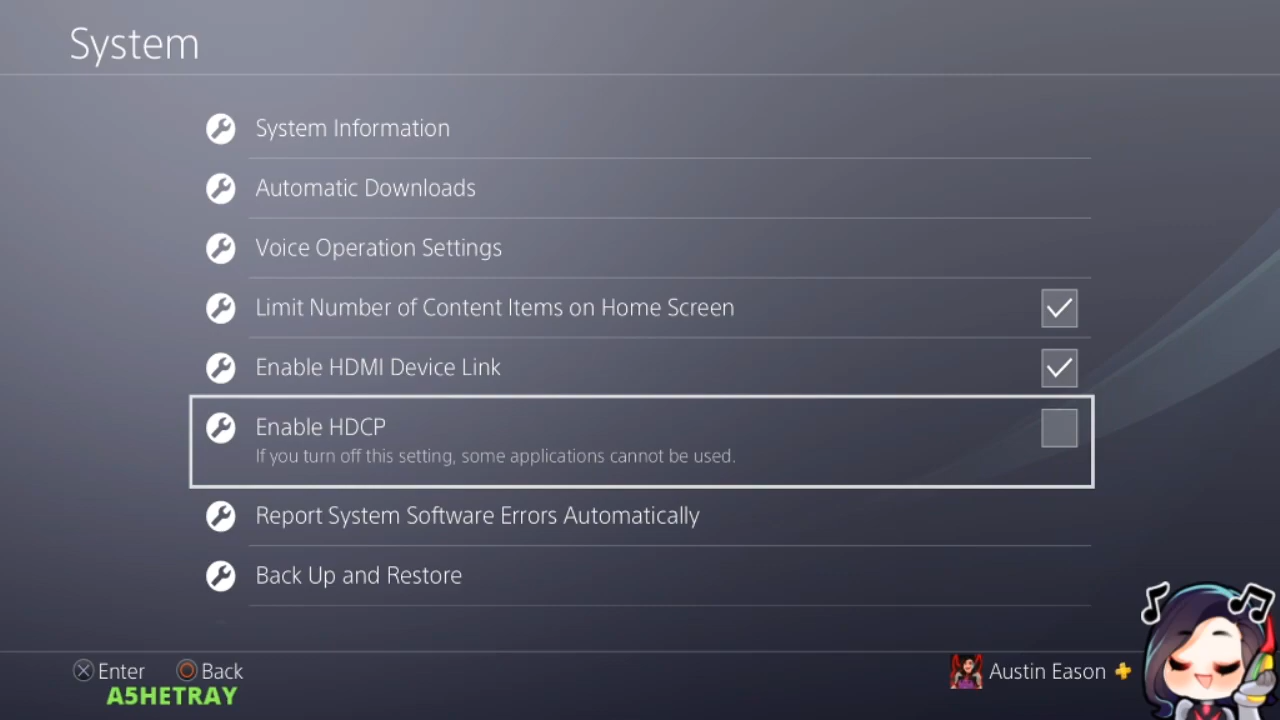 System
System Information
Automatic Downloads
Voice Operation Settings
Limit Number of Content Items on Home Screen
Enable HDMI Device Link
Enable HDCP
If you turn off this setting, some applications cannot be used.
Report System Software Errors Automatically
Back Up and Restore
Enter Back
Austin Eason
A5HETRAY